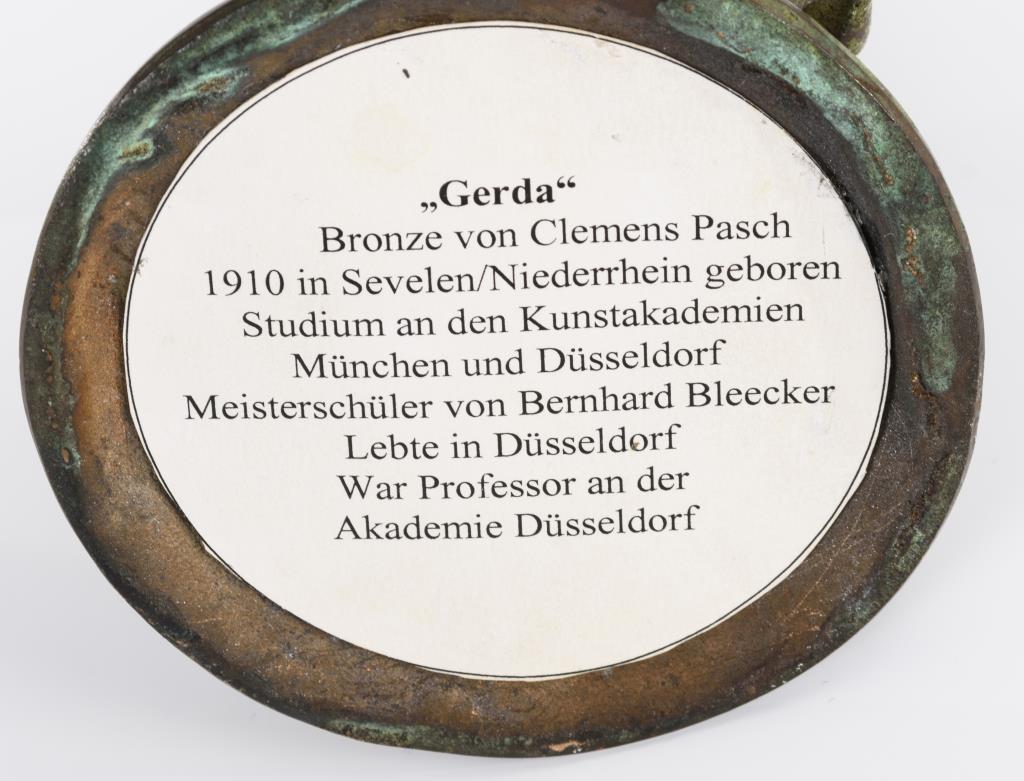 „Gerda“
Bronze von Clemens Pasch
1910 in Sevelen/Niederrhein geboren
Studium an den Kunstakademien
München und Düsseldorf
Meisterschüler von Bernhard Bleecker
Lebte in Düsseldorf
War Professor an der
Akademie Düsseldorf